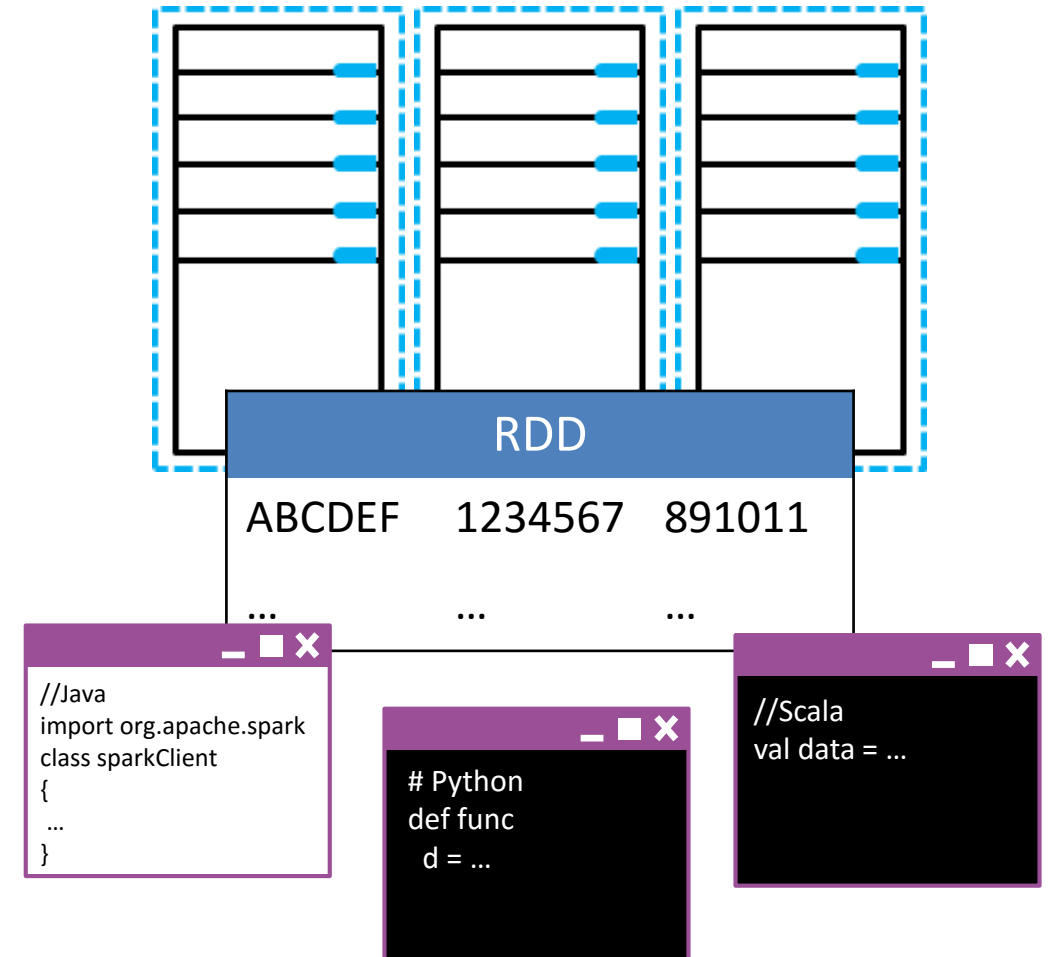 RDD
ABCDEF 1234567 891011
... ... ...
//Java
import org.apache.spark
class sparkClient
{
...
}
# Python
def func
d = ...
//Scala
val data = ...